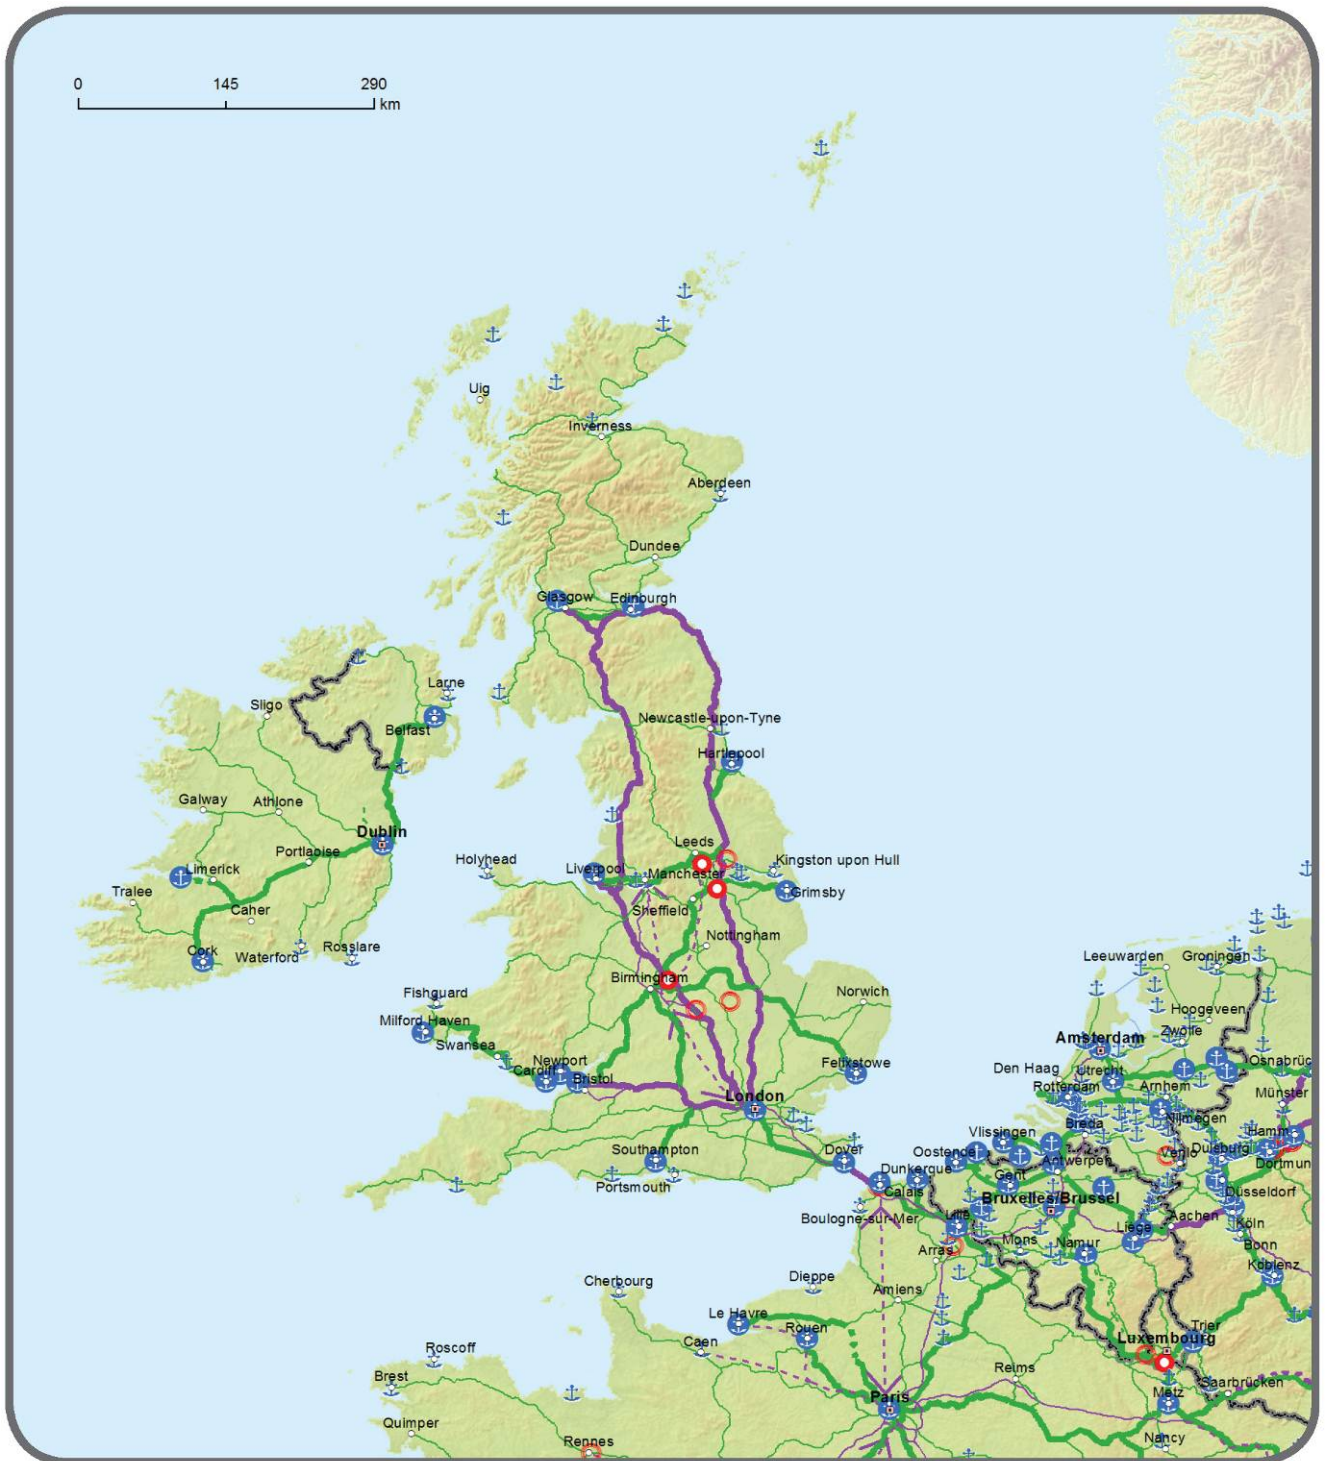 0 145 290
km
Uig
Inverness
Aberdeen
Dundee
Glasgow
Edinburgh
Larne
Sligo
Belfast
Newcastle-upon-Tyne
Hartlepool
Galway
Athlone
Dublin
Portlaoise
Leeds
Holyhead
Liverpool
Manchester
Kingston upon Hull
Limerick
Grimsby
Tralee
Caher
Sheffield
Cork
Waterford
Rosslare
Nottingham
Leeuwarden
Groningen
Birmingham
Fishguard
Norwich
Hoogeveen
Milford Haven
Zwolle
Amsterdam
Swansea
Newport
Cardiff
Bristol
Felixstowe
Den Haag
Utrecht
Osnabrüc
Rotterdam
Arnhem
London
Münster
Nijmegen
Breda
Vlissingen
Hamm
Southampton
Dover
Oostende
Duisburg
Venlo
Antwerpen
Dortmun
Dunkerque
Gent
Portsmouth
Calais
Bruxelles/Brussel
Düsseldorf
Boulogne-sur-Mer
Lille
Aachen
Liege
Köln
Mons
Namur
Arras
Bonn
Koblenz
Cherbourg
Dieppe
Amiens
Le Havre
Rouen
Trier
Caen
Luxembourg
Roscoff
Reims
Brest
Saarbrücken
Paris
Metz
Quimper
Rennes
Nancy